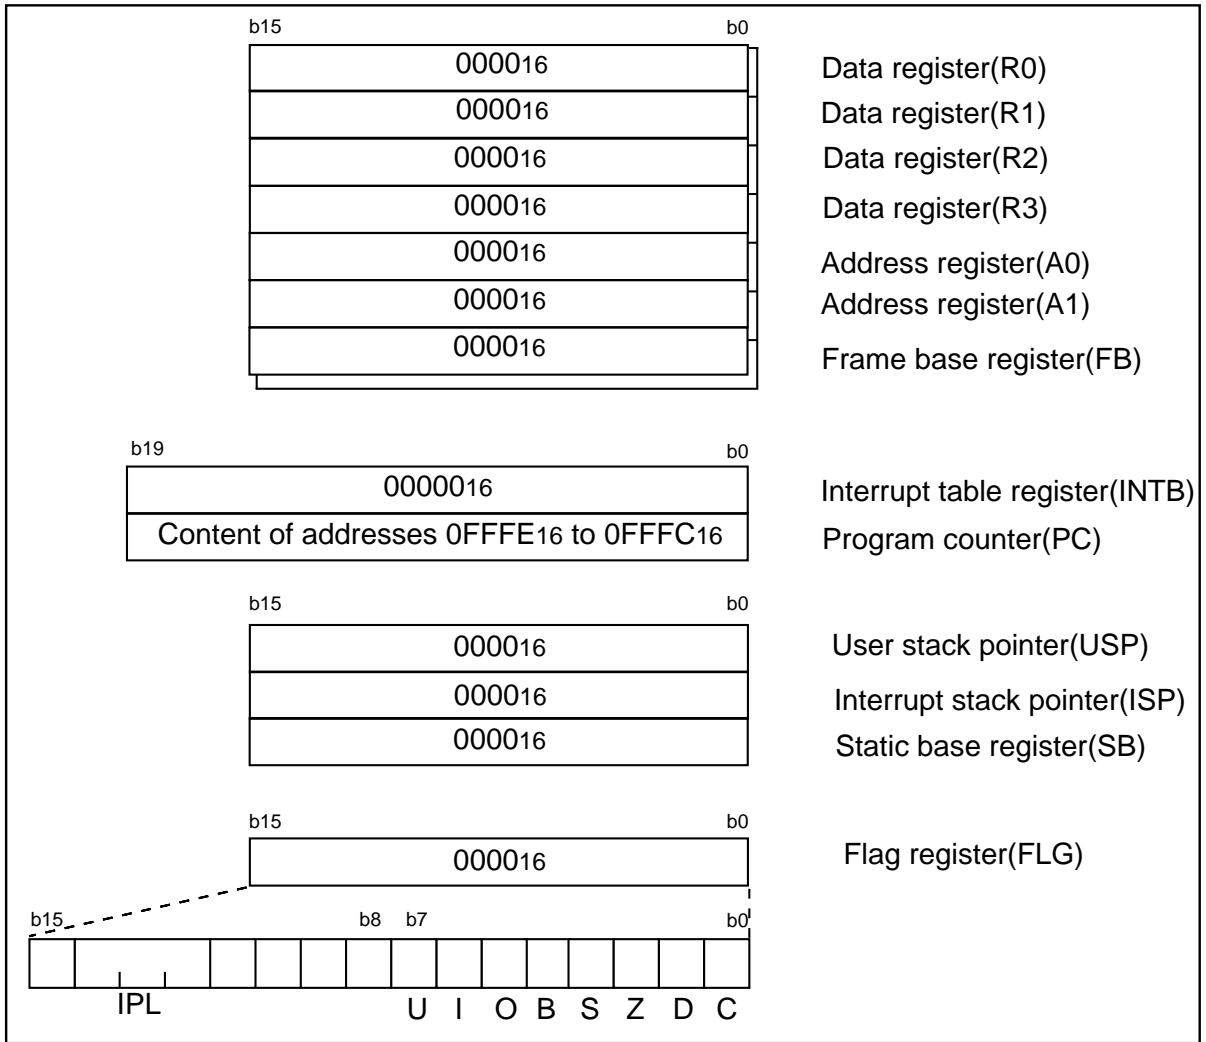 b15 b0
000016 Data register(R0)
000016 Data register(R1)
000016 Data register(R2)
000016 Data register(R3)
000016 Address register(A0)
000016 Address register(A1)
000016 Frame base register(FB)
b19 b0
0000016 Interrupt table register(INTB)
Content of addresses 0FFFE16 to 0FFFC16 Program counter(PC)
b15 b0
000016 User stack pointer(USP)
000016 Interrupt stack pointer(ISP)
000016 Static base register(SB)
b15 b0
000016 Flag register(FLG)
b15 b8 b7 b0
IPL U I O B S Z D C